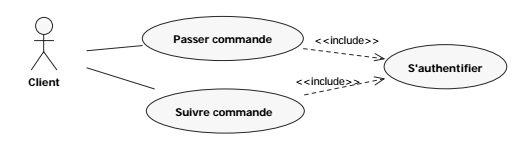 Passer commande
<<include>>
S'authentifier
<<include>>
Client
Suivre commande